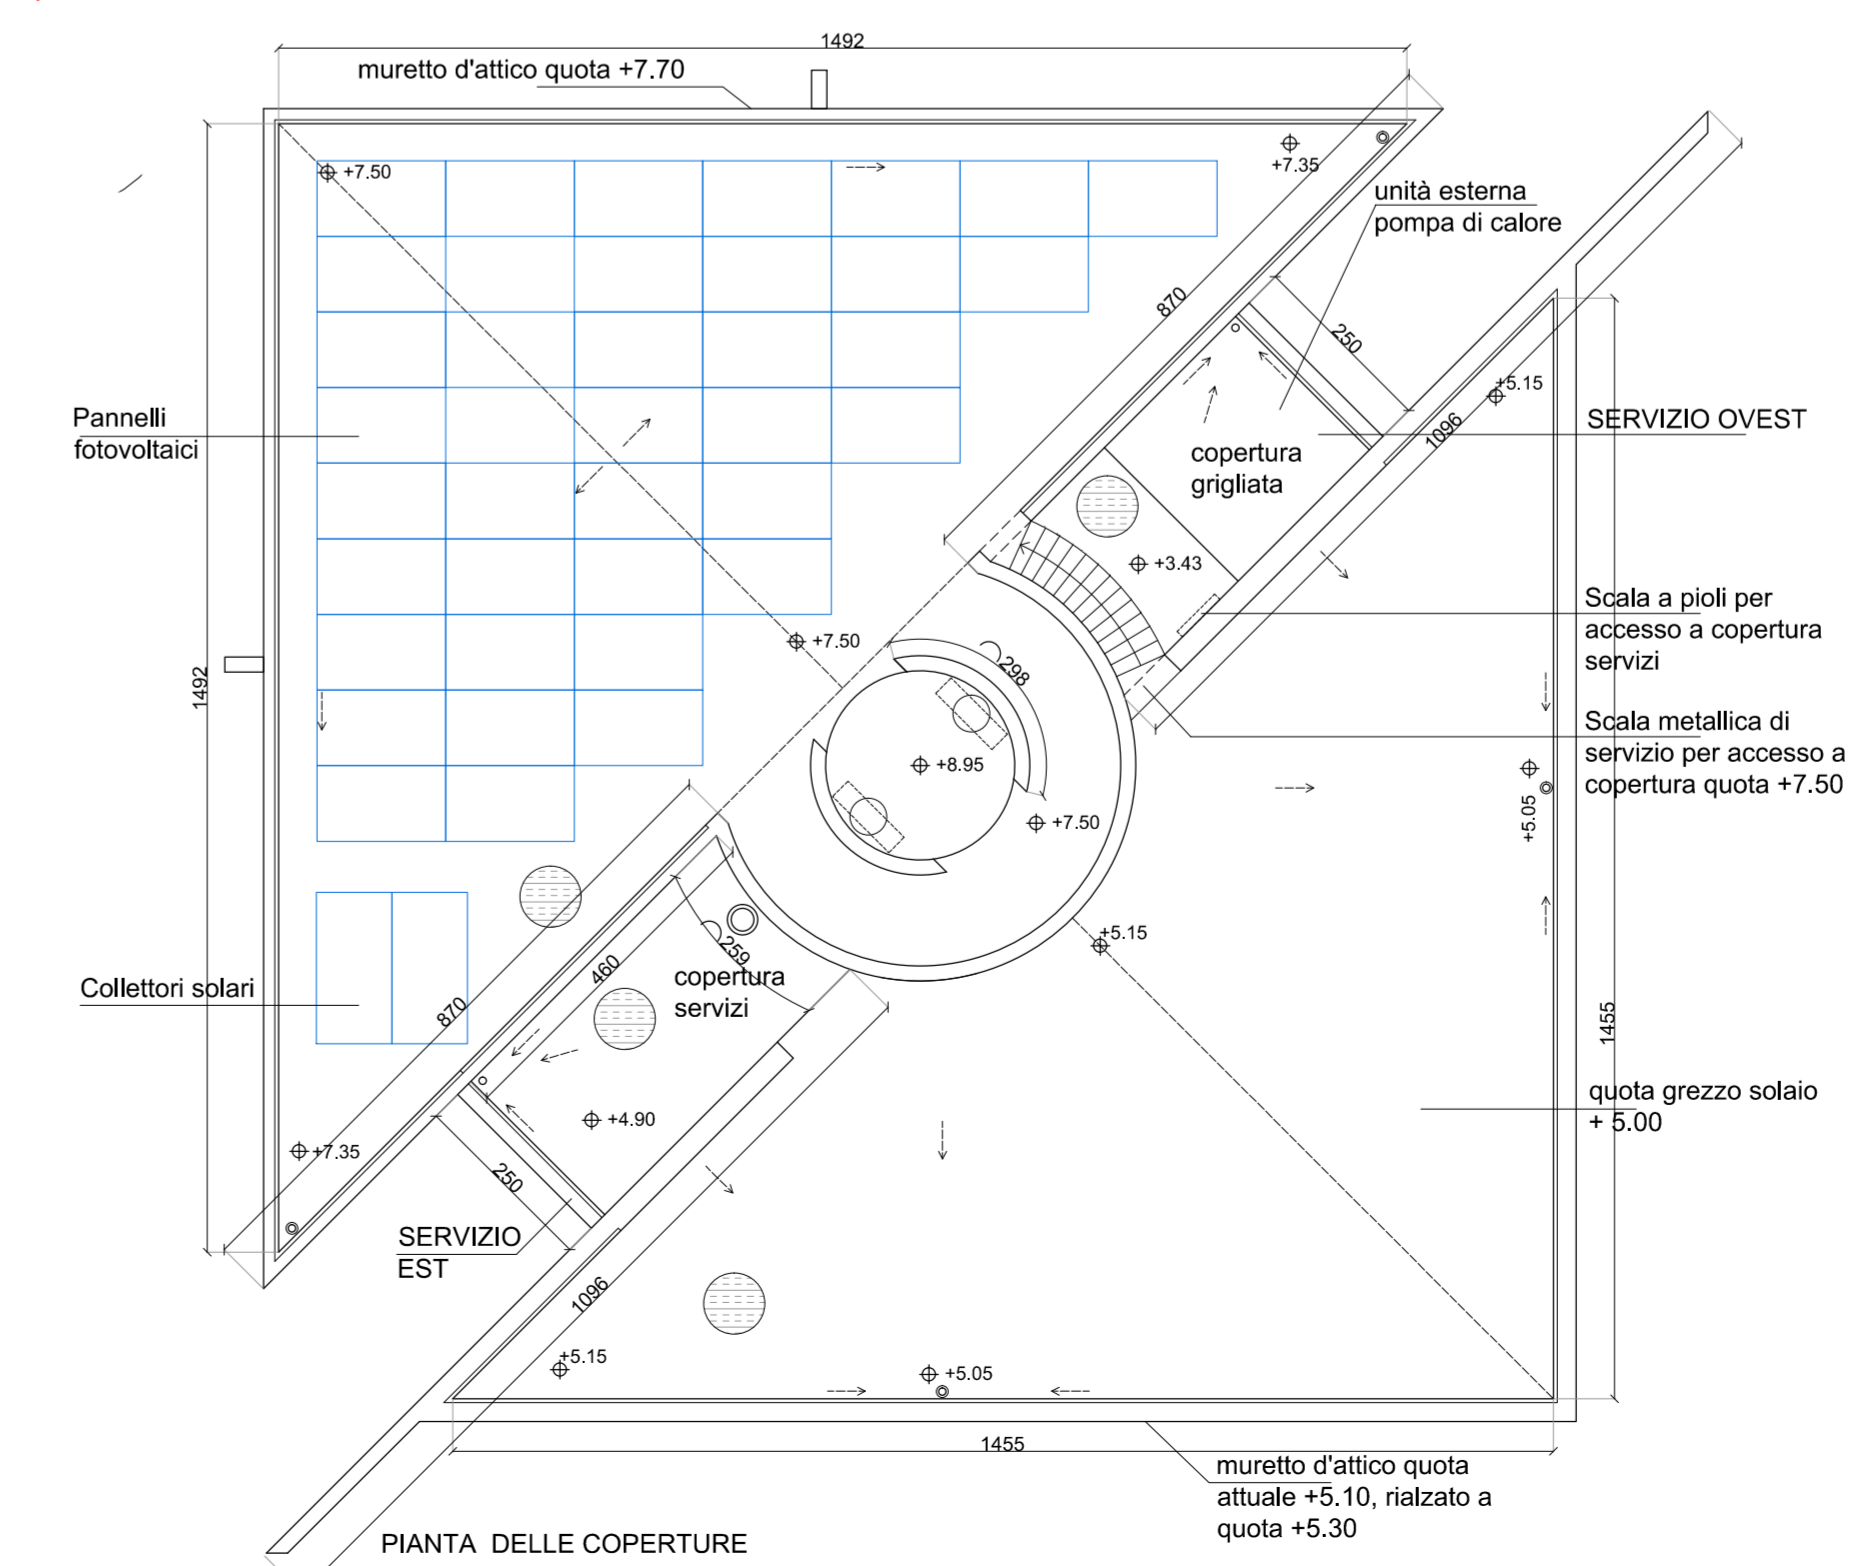 1492
muretto d'attico quota +7.70
+7.50
+7.35
unità esterna
pompa di calore
870
250
+5.15
1096
Pannelli
fotovoltaici
SERVIZIO OVEST
copertura
grigliata
+3.43
Scala a pioli per
accesso a copertura
servizi
+7.50
298
1492
Scala metallica di
servizio per accesso a
copertura quota +7.50
+8.95
+7.50
+5.05
+5.15
259
460
copertura
servizi
Collettori solari
870
1455
quota grezzo solaio
+ 5.00
+4.90
+7.35
250
SERVIZIO
EST
1096
+5.15
+5.05
1455
muretto d'attico quota
attuale +5.10, rialzato a
quota +5.30
PIANTA DELLE COPERTURE